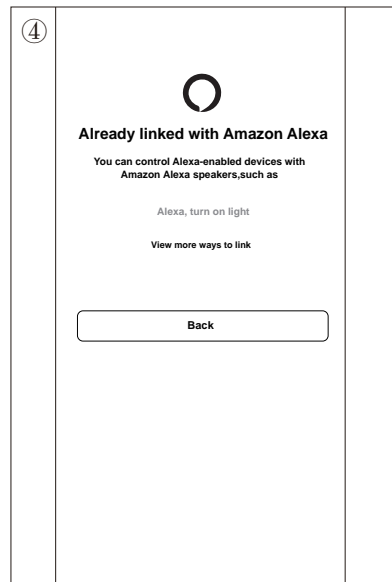 ④
Already linked with Amazon Alexa
You can control Alexa-enabled devices with
Amazon Alexa speakers,such as
Alexa, turn on light
View more ways to link
Back